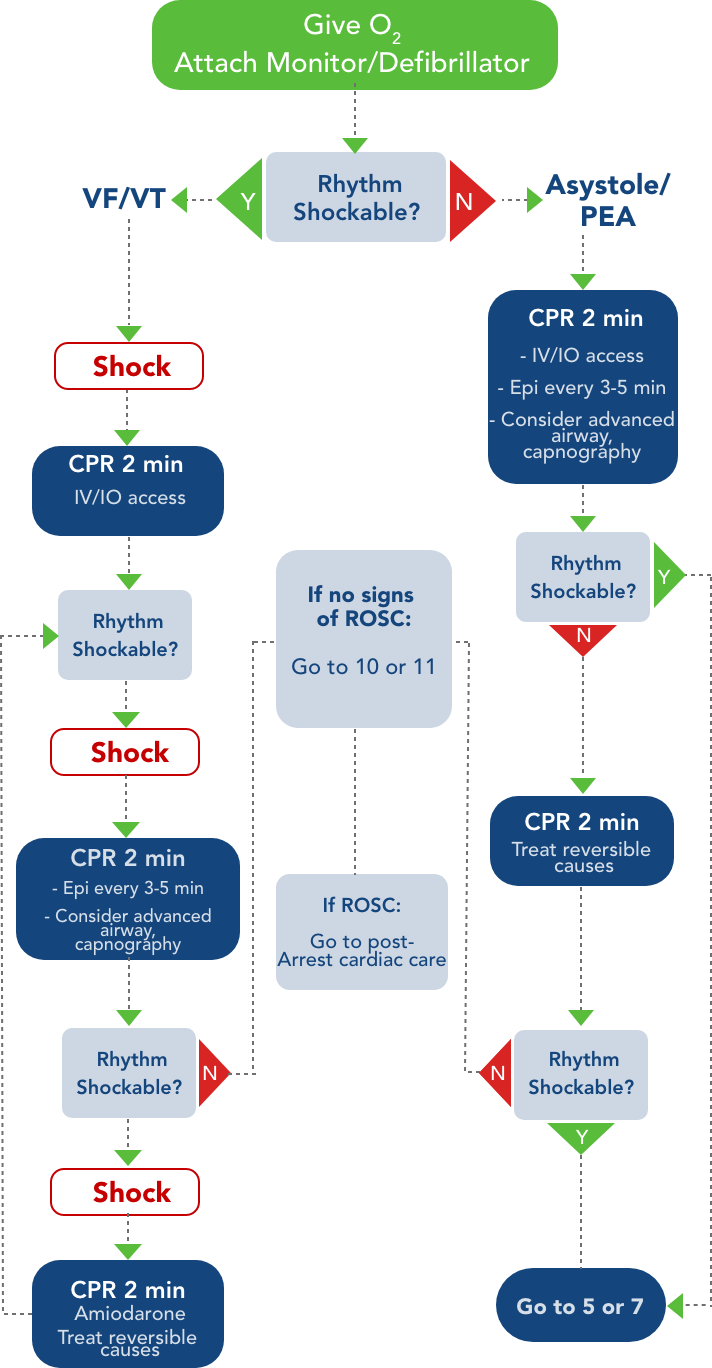 Give O2
Attach Monitor/Defibrillator
Rhythm
Shockable?
Y
N
VF/VT
Asystole/
PEA
Shock
CPR 2 min
IV/IO access
Rhythm
Shockable?
Shock
CPR 2 min
- Epi every 3-5 min
- Consider advanced
airway,
capnography
Rhythm
Shockable?
N
Shock
CPR 2 min
Amiodarone
Treat reversible
causes
If no signs
of ROSC:
Go to 10 or 11
If ROSC:
Go to post-
Arrest cardiac care
CPR 2 min
- IV/IO access
- Epi every 3-5 min
- Consider advanced
airway,
capnography
Rhythm
Shockable?
Y
N
CPR 2 min
Treat reversible
causes
Rhythm
Shockable?
N
Y
Go to 5 or 7